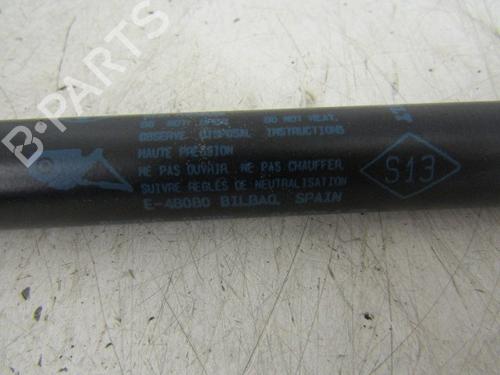 DO NOT OPEN. DO NOT HEAT.
OBSERVE DISPOSAL INSTRUCTIONS
HAUTE PRESION
NE PAS OUVRIR. NE PAS CHAUFFER
SUIVRE REGLES DE NEUTRALISATION
E-48080 BILBAO, SPAIN
S13
B-PARTS